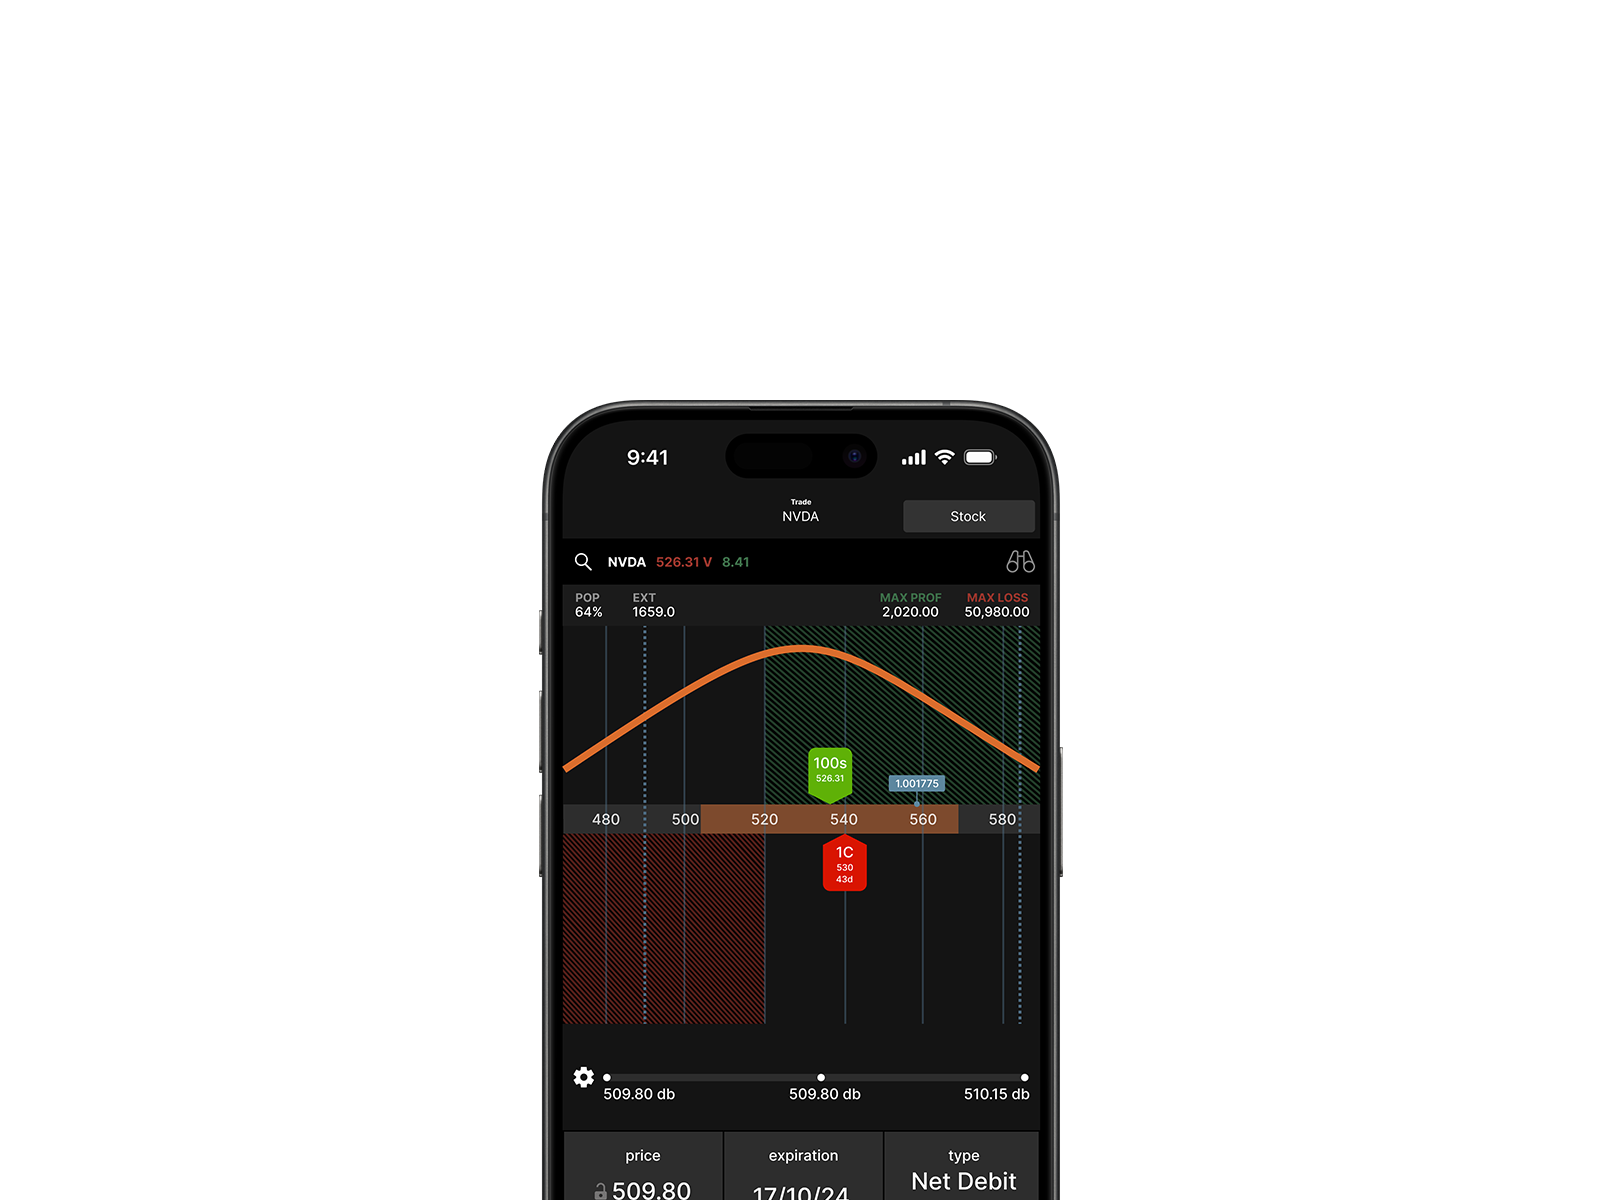 9:41
Trade
NVDA
Stock
NVDA 526.31 V 8.41
POP EXT MAX PROF MAX LOSS
64% 1659.0 2,020.00 50,980.00
100s
526.31
1.001775
480 500 520 540 560 580
1C
530
43d
509.80 db 509.80 db 510.15 db
price expiration type
509.80 17/10/24 Net Debit